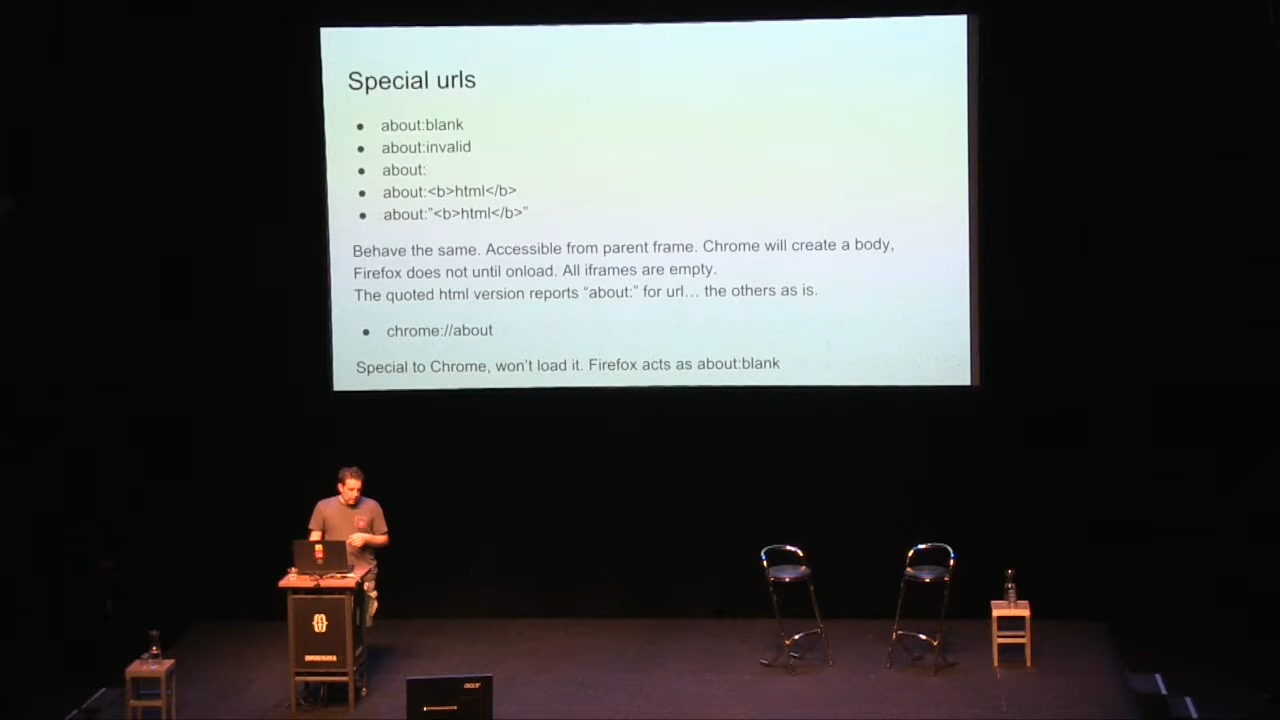 Special urls
● about:blank
● about:invalid
● about:
● about:<b>html</b>
● about:”<b>html</b>”
Behave the same. Accessible from parent frame. Chrome will create a body,
Firefox does not until onload. All iframes are empty.
The quoted html version reports “about:” for url... the others as is.
● chrome://about
Special to Chrome, won’t load it. Firefox acts as about:blank
{}
acer